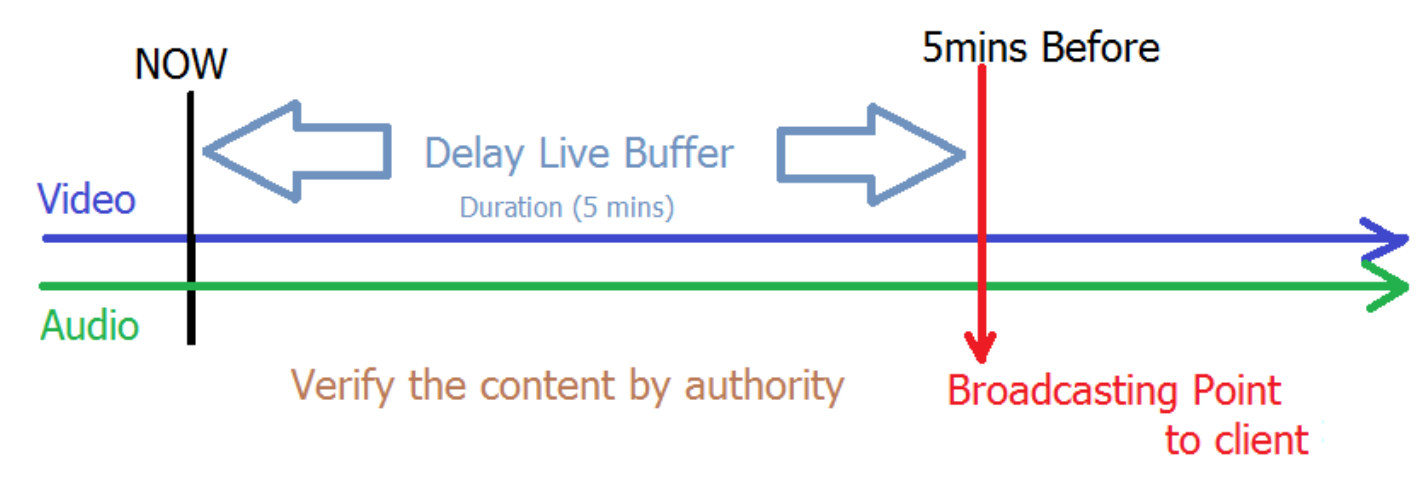 NOW
5mins Before
Delay Live Buffer
Duration (5 mins)
Video
Audio
Verify the content by authority
Broadcasting Point
to client